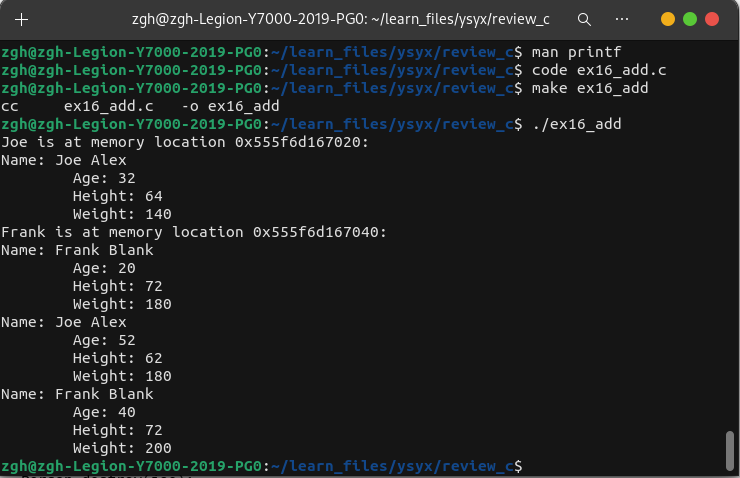 zgh@zgh-Legion-Y7000-2019-PG0: ~/learn_files/ysyx/review_c
zgh@zgh-Legion-Y7000-2019-PG0:~/learn_files/ysyx/review_c$ man printf
zgh@zgh-Legion-Y7000-2019-PG0:~/learn_files/ysyx/review_c$ code ex16_add.c
zgh@zgh-Legion-Y7000-2019-PG0:~/learn_files/ysyx/review_c$ make ex16_add
cc     ex16_add.c   -o ex16_add
zgh@zgh-Legion-Y7000-2019-PG0:~/learn_files/ysyx/review_c$ ./ex16_add
Joe is at memory location 0x555f6d167020:
Name: Joe Alex
        Age: 32
        Height: 64
        Weight: 140
Frank is at memory location 0x555f6d167040:
Name: Frank Blank
        Age: 20
        Height: 72
        Weight: 180
Name: Joe Alex
        Age: 52
        Height: 62
        Weight: 180
Name: Frank Blank
        Age: 40
        Height: 72
        Weight: 200
zgh@zgh-Legion-Y7000-2019-PG0:~/learn_files/ysyx/review_c$